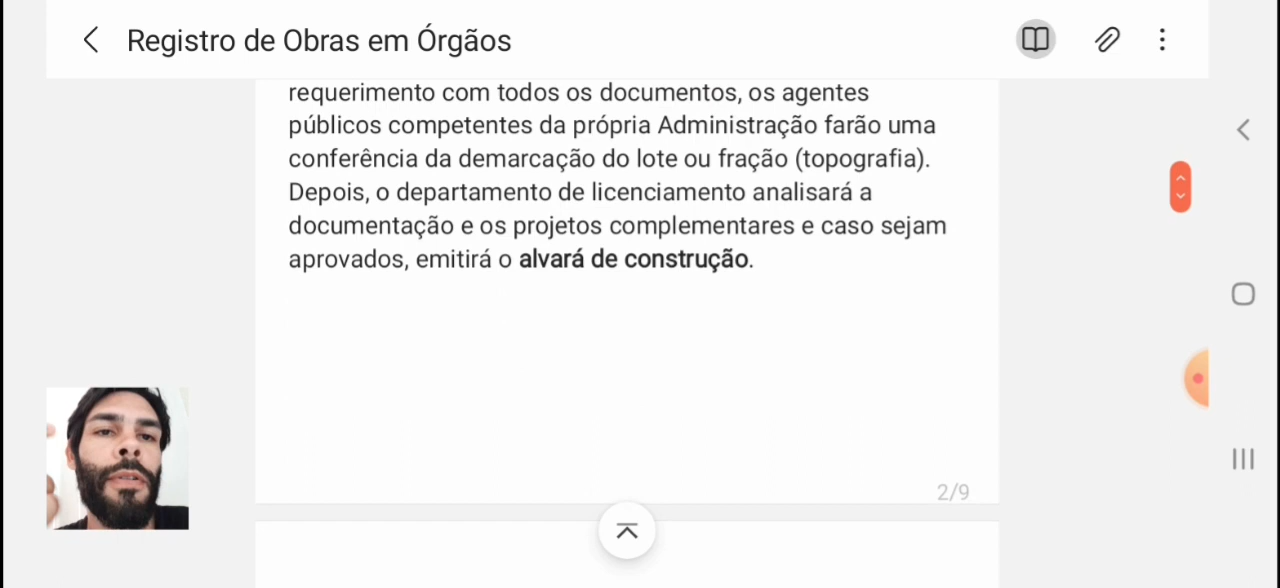 Registro de Obras em Órgãos
requerimento com todos os documentos, os agentes
públicos competentes da própria Administração farão uma
conferência da demarcação do lote ou fração (topografia).
Depois, o departamento de licenciamento analisará a
documentação e os projetos complementares e caso sejam
aprovados, emitirá o alvará de construção.
2/9